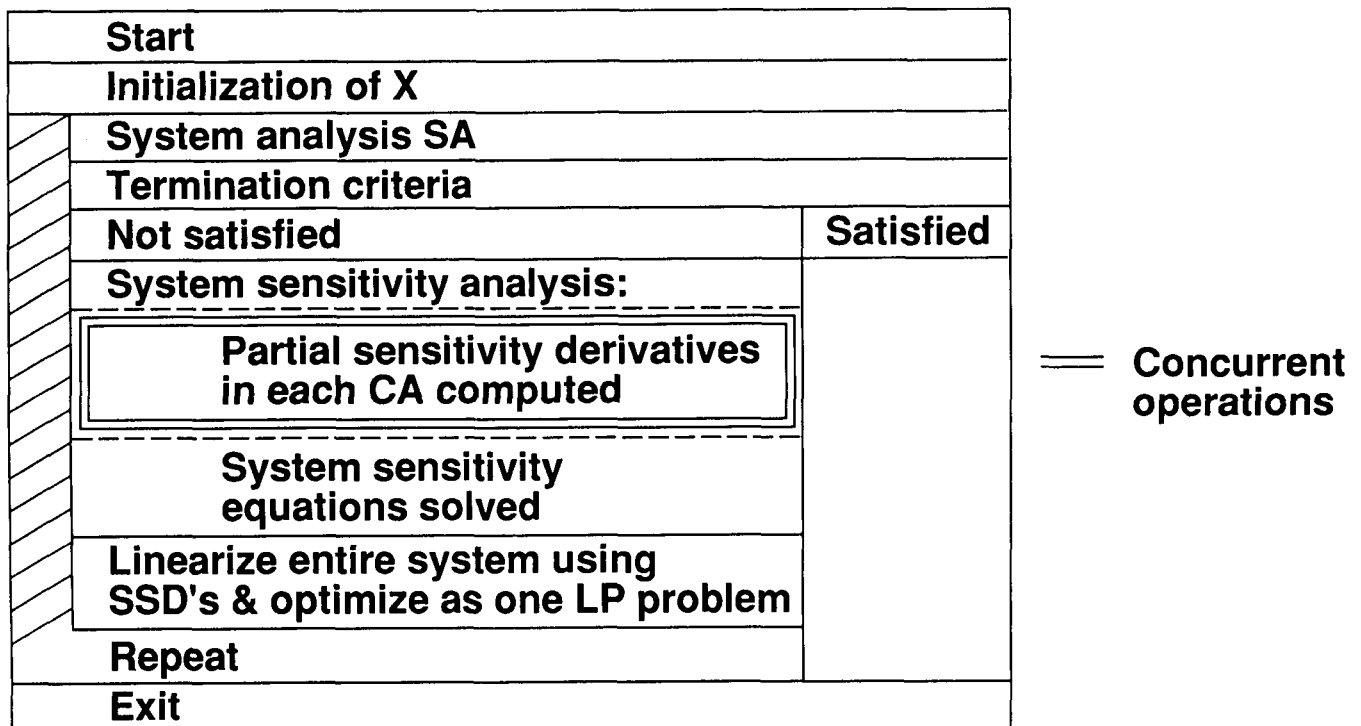 Start
Initialization of X
System analysis SA
Termination criteria
Not satisfied
Satisfied
System sensitivity analysis:
Partial sensitivity derivatives
in each CA computed
Concurrent
operations
System sensitivity
equations solved
Linearize entire system using
SSD's & optimize as one LP problem
Repeat
Exit